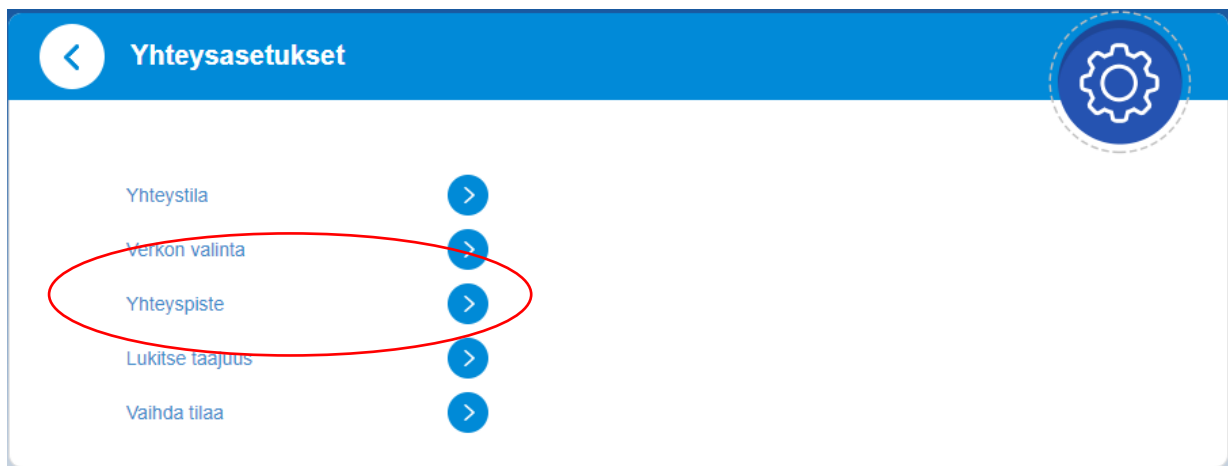 Yhteysasetukset
Yhteystila
Verkon valinta
Yhteyspiste
Lukitse taajuus
Vaihda tilaa